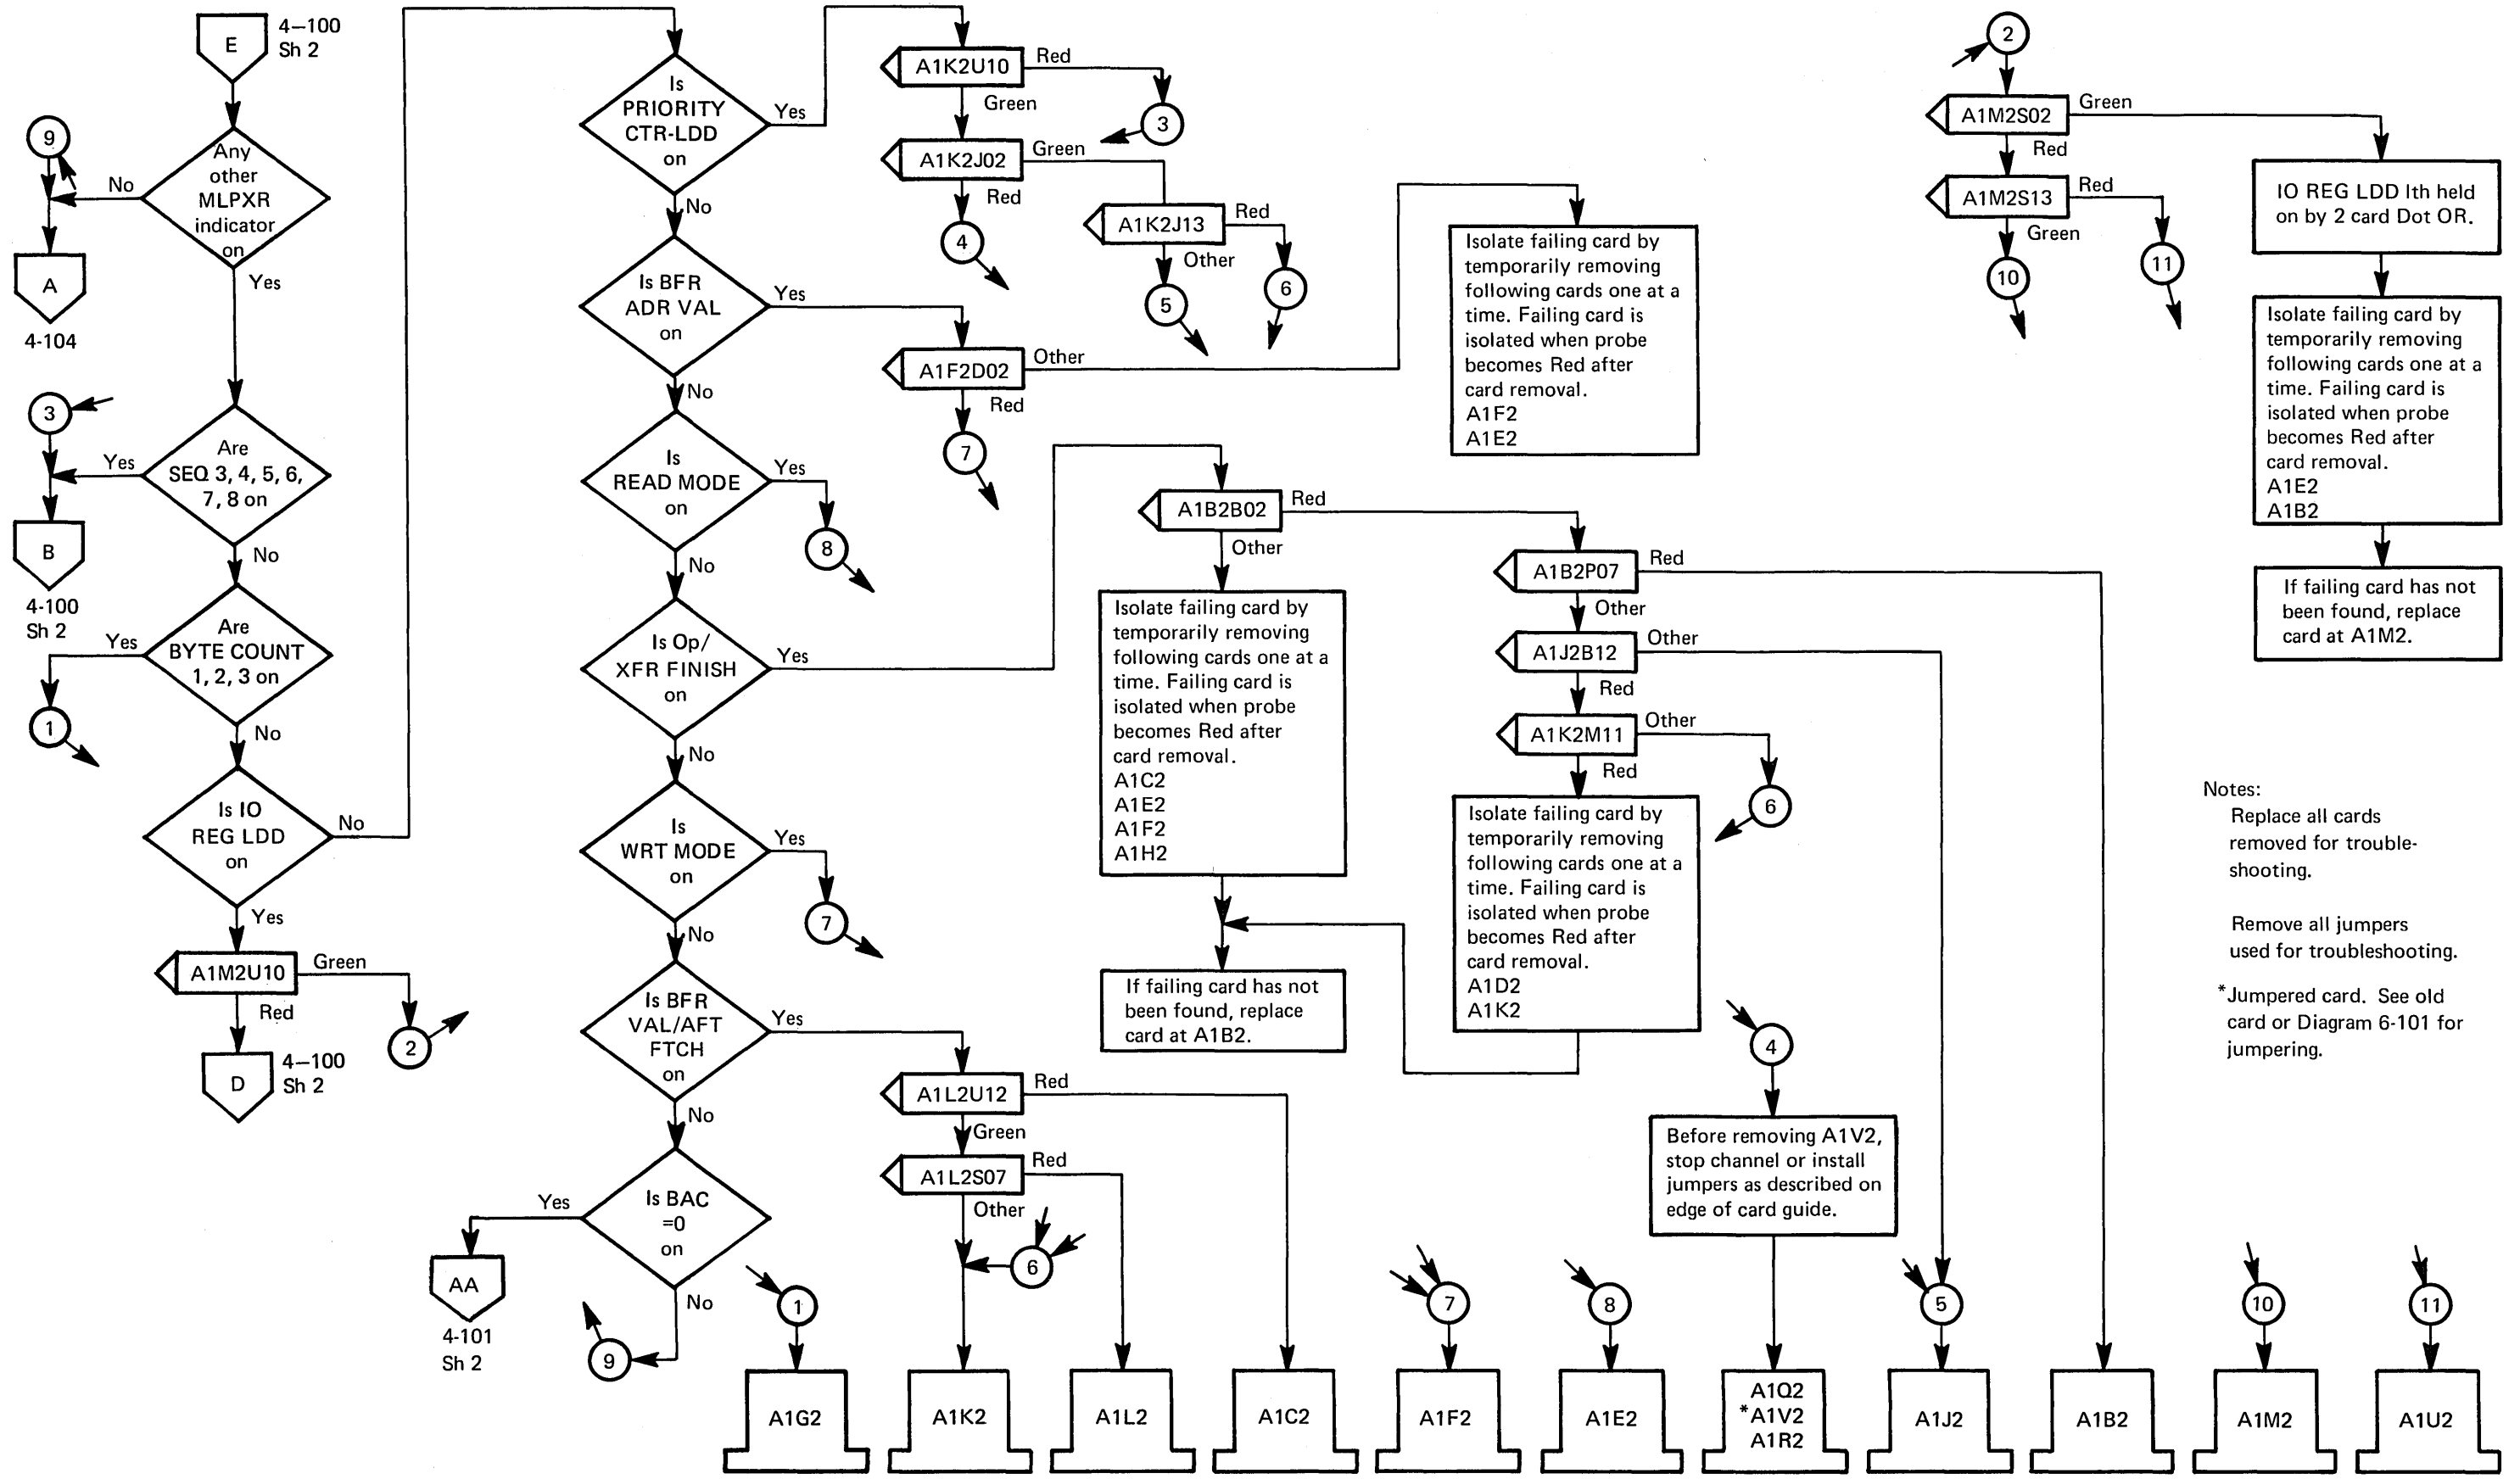 E
4—100
Sh 2
Any
other
MLPXR
indicator
on
No
Yes
9
A
4-104
3
Are
SEQ 3, 4, 5, 6,
7, 8 on
Yes
No
B
4-100
Sh 2
Are
BYTE COUNT
1, 2, 3 on
Yes
No
1
Is IO
REG LDD
on
No
Yes
A1M2U10
Green
Red
2
D
4—100
Sh 2
Is
PRIORITY
CTR-LDD
on
Yes
No
A1K2U10
Red
Green
3
A1K2J02
Green
Red
4
A1K2J13
Red
Other
5
6
Is BFR
ADR VAL
on
Yes
No
A1F2D02
Other
Red
7
Isolate failing card by
temporarily removing
following cards one at a
time. Failing card is
isolated when probe
becomes Red after
card removal.
A1F2
A1E2
Is
READ MODE
on
Yes
No
8
Is Op/
XFR FINISH
on
Yes
No
A1B2B02
Red
Other
Isolate failing card by
temporarily removing
following cards one at a
time. Failing card is
isolated when probe
becomes Red after
card removal.
A1C2
A1E2
A1F2
A1H2
If failing card has not
been found, replace
card at A1B2.
A1B2P07
Red
Other
A1J2B12
Other
Red
A1K2M11
Other
Red
6
Isolate failing card by
temporarily removing
following cards one at a
time. Failing card is
isolated when probe
becomes Red after
card removal.
A1D2
A1K2
Is
WRT MODE
on
Yes
No
7
Is BFR
VAL/AFT
FTCH
on
Yes
No
A1L2U12
Red
Green
A1L2S07
Red
Other
6
Is BAC
=0
on
Yes
No
AA
4-101
Sh 2
9
2
A1M2S02
Green
Red
A1M2S13
Red
Green
10
11
IO REG LDD lth held
on by 2 card Dot OR.
Isolate failing card by
temporarily removing
following cards one at a
time. Failing card is
isolated when probe
becomes Red after
card removal.
A1E2
A1B2
If failing card has not
been found, replace
card at A1M2.
Notes:
Replace all cards
removed for trouble-
shooting.
Remove all jumpers
used for troubleshooting.
*Jumpered card. See old
card or Diagram 6-101 for
jumpering.
4
Before removing A1V2,
stop channel or install
jumpers as described on
edge of card guide.
1
7
8
5
10
11
A1G2
A1K2
A1L2
A1C2
A1F2
A1E2
A1Q2
*A1V2
A1R2
A1J2
A1B2
A1M2
A1U2